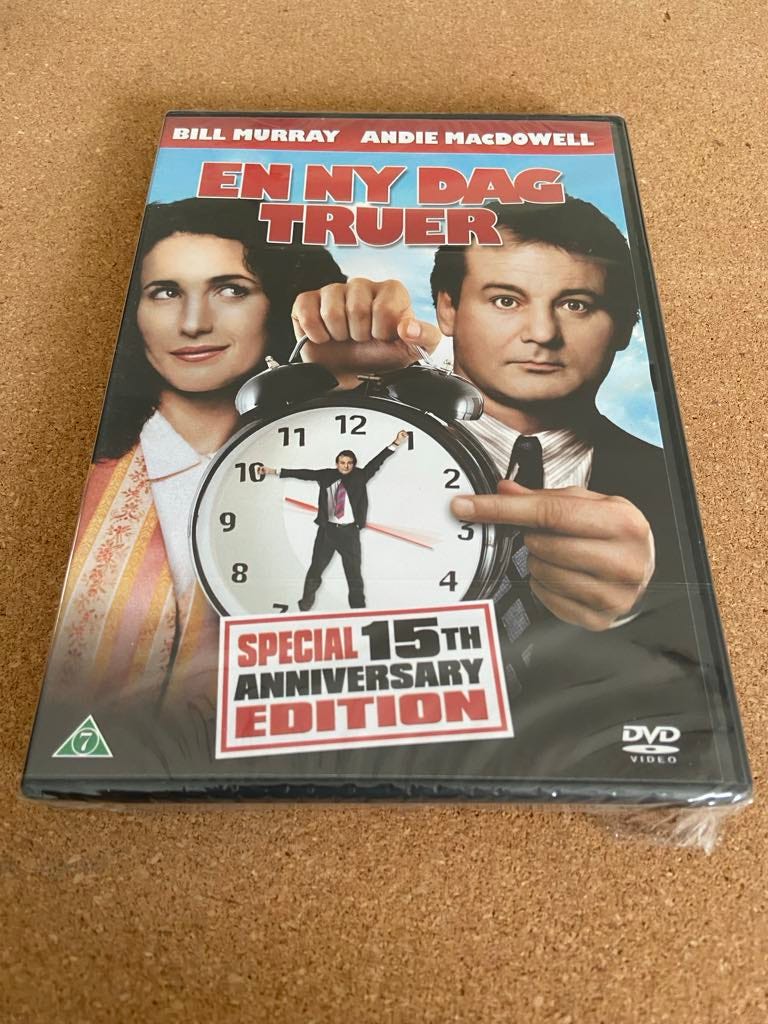 BILL MURRAY ANDIE MACDOWELL
EN NY DAG
TRUER
12
11
1
10
2
9
3
8
4
7
SPECIAL 15TH
ANNIVERSARY
EDITION
7
DVD
VIDEO